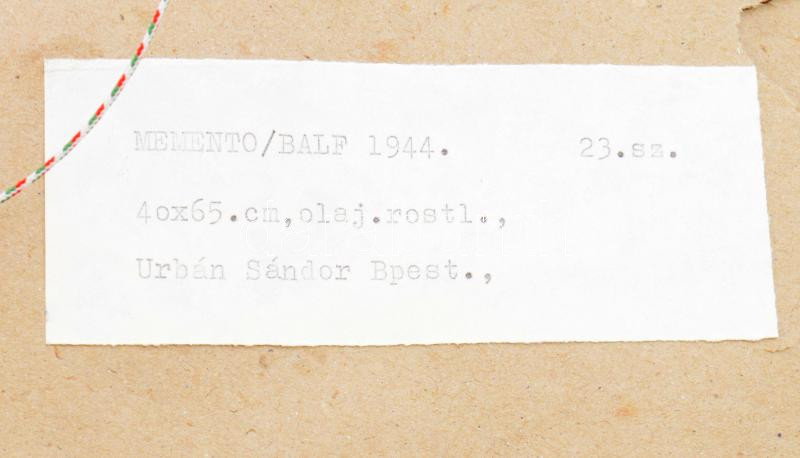 MEMENTO/BALF 1944. 23.sz.
4ox65.cm,olaj.rostl.,
Urbán Sándor Bpest.,